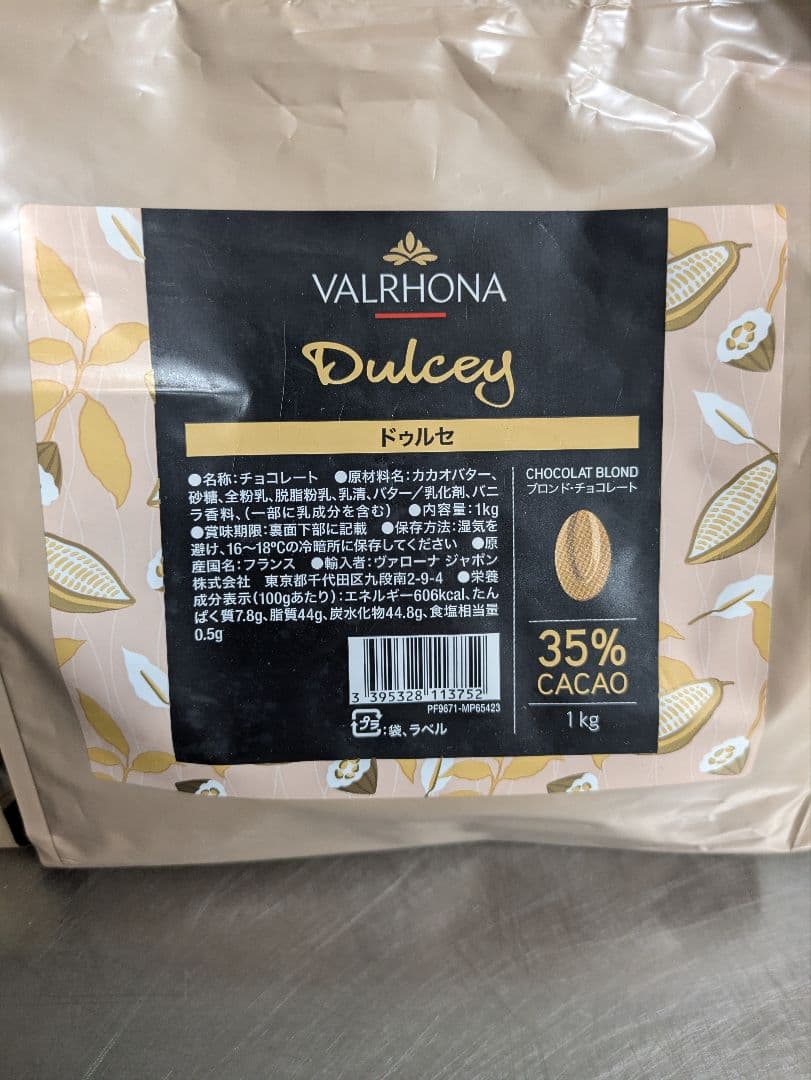 VALRHONA
Dulcey
ドゥルセ
●名称:チョコレート ●原材料名:カカオバター、
砂糖、全粉乳、脱脂粉乳、乳清、バター/乳化剤、バニ
ラ香料、(一部に乳成分を含む) ●内容量:1kg
●賞味期限:裏面下部に記載 ●保存方法:湿気を
避け、16〜18℃の冷暗所に保存してください ●原
産国名:フランス ●輸入者:ヴァローナ ジャポン
株式会社 東京都千代田区九段南2-9-4 ●栄養
成分表示(100gあたり):エネルギー606kcal、たん
ぱく質7.8g、脂質44g、炭水化物44.8g、食塩相当量
0.5g
3 395328 113752
PF9671-MP65423
プラ:袋、ラベル
CHOCOLAT BLOND
ブロンド・チョコレート
35%
CACAO
1kg